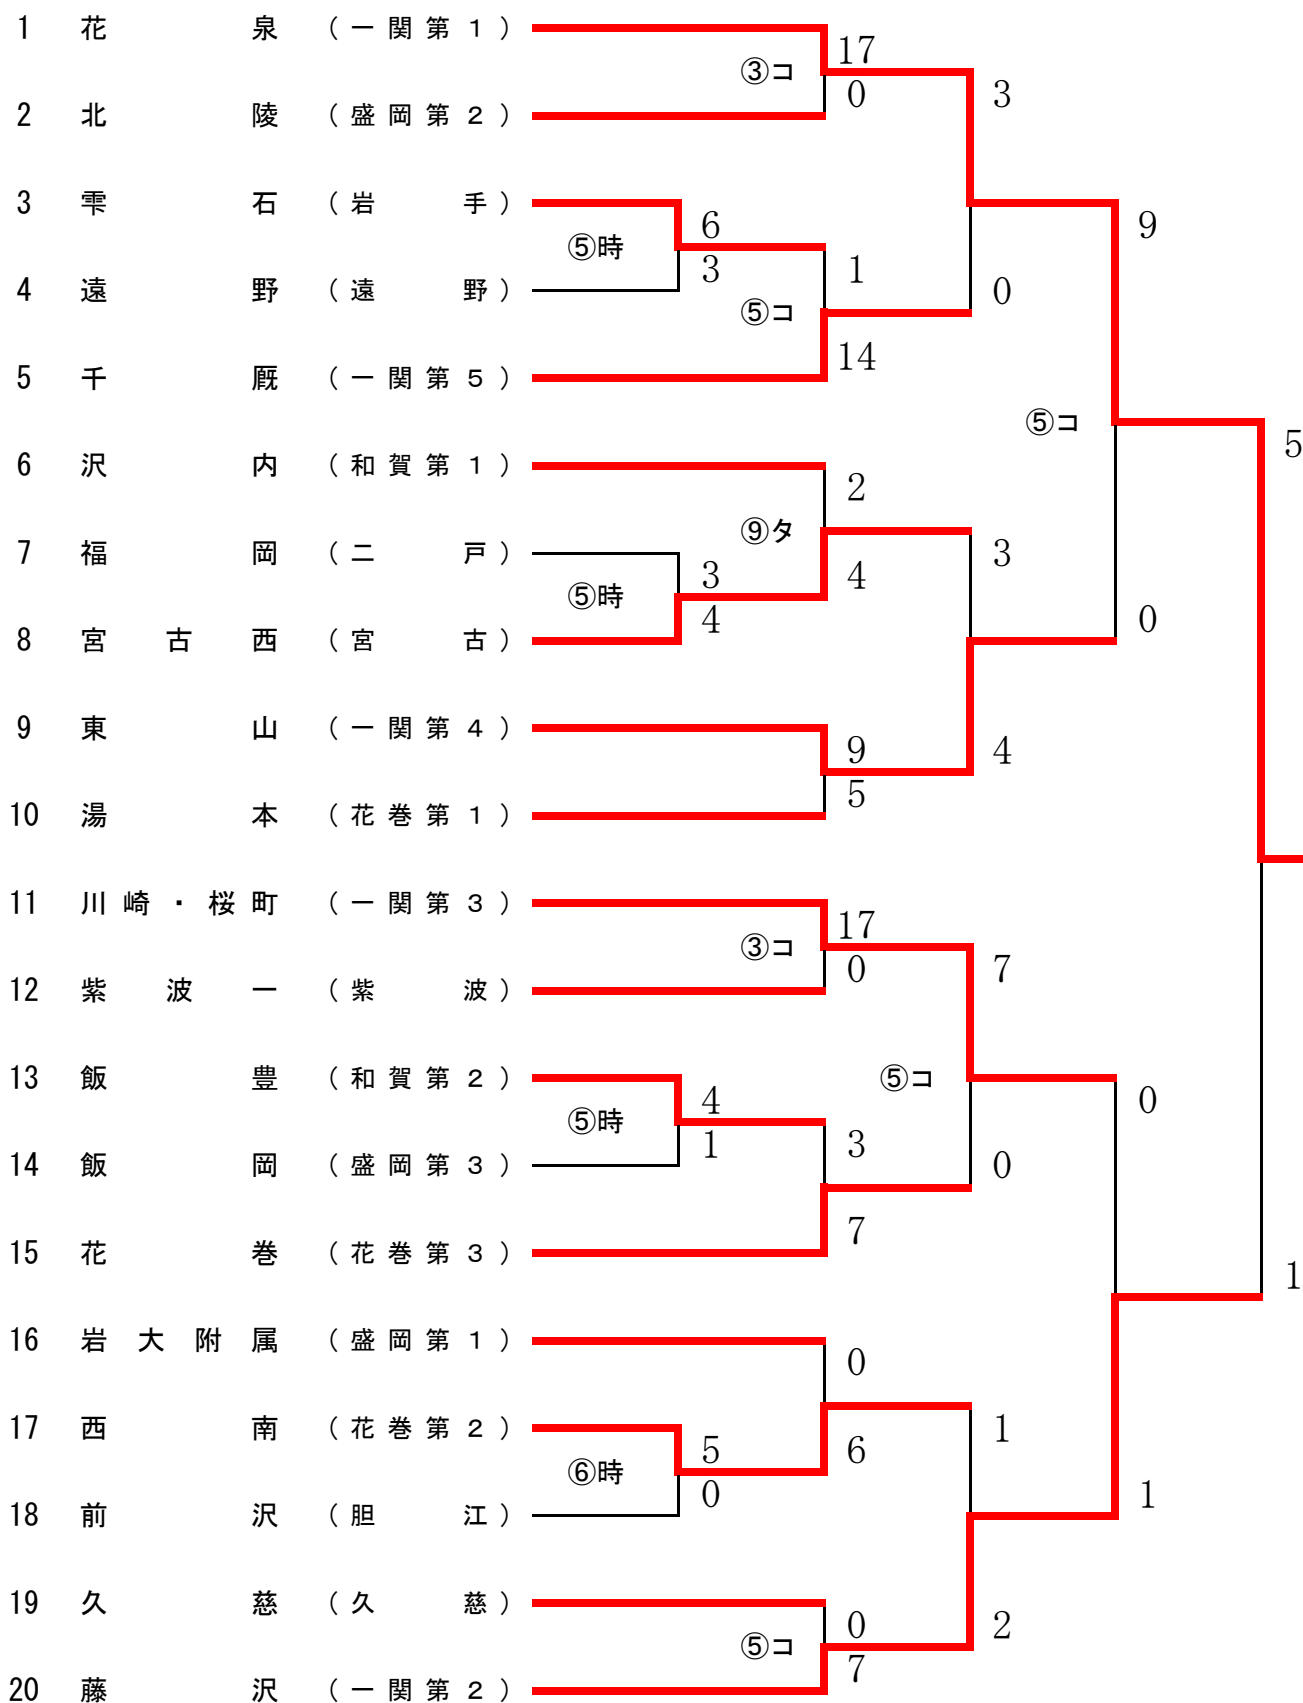 1 花泉 (一関第1)
17
③コ
0
3
2 北陵 (盛岡第2)
3 雫石 (岩手)
6
9
⑤時
3
1
0
4 遠野 (遠野)
⑤コ
14
5 千厩 (一関第5)
⑤コ
5
6 沢内 (和賀第1)
2
⑨タ
3
7 福岡 (二戸)
3
4
⑤時
4
0
8 宮古西 (宮古)
9 東山 (一関第4)
9
4
5
10 湯本 (花巻第1)
11 川崎・桜町 (一関第3)
17
③コ
0
7
12 紫波一 (紫波)
13 飯豊 (和賀第2)
⑤コ
4
0
⑤時
1
3
0
14 飯岡 (盛岡第3)
7
15 花巻 (花巻第3)
1
16 岩大附属 (盛岡第1)
0
17 西南 (花巻第2)
1
5
6
⑥時
0
1
18 前沢 (胆江)
19 久慈 (久慈)
0
2
⑤コ
7
20 藤沢 (一関第2)